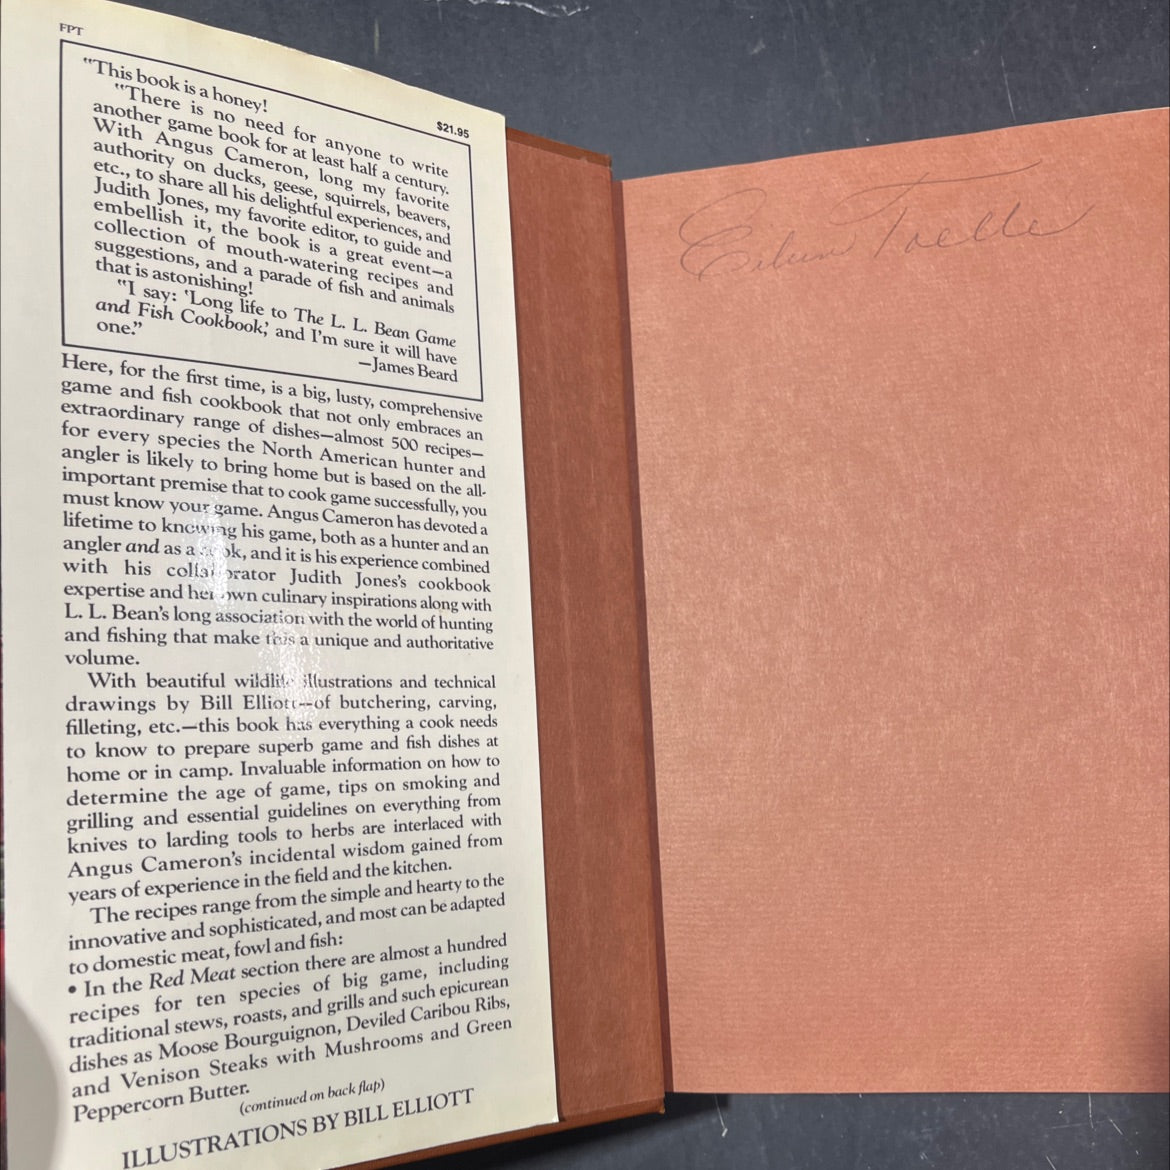 FPT
$21.95
"This book is a honey!
"There is no need for anyone to write
another game book for at least half a century.
With Angus Cameron, long my favorite
authority on ducks, geese, squirrels, beavers,
etc., to share all his delightful experiences, and
Judith Jones, my favorite editor, to guide and
embellish it, the book is a great event—a
collection of mouth-watering recipes and
suggestions, and a parade of fish and animals
that is astonishing!
"I say: 'Long life to The L. L. Bean Game
and Fish Cookbook,' and I'm sure it will have
one."
—James Beard
Here, for the first time, is a big, lusty, comprehensive
game and fish cookbook that not only embraces an
extraordinary range of dishes—almost 500 recipes—
for every species the North American hunter and
angler is likely to bring home but is based on the all-
important premise that to cook game successfully, you
must know your game. Angus Cameron has devoted a
lifetime to knowing his game, both as a hunter and an
angler and as a cook, and it is his experience combined
with his collaborator Judith Jones's cookbook
expertise and her own culinary inspirations along with
L. L. Bean's long association with the world of hunting
and fishing that make this a unique and authoritative
volume.
With beautiful wildlife illustrations and technical
drawings by Bill Elliott—of butchering, carving,
filleting, etc.—this book has everything a cook needs
to know to prepare superb game and fish dishes at
home or in camp. Invaluable information on how to
determine the age of game, tips on smoking and
grilling and essential guidelines on everything from
knives to larding tools to herbs are interlaced with
Angus Cameron's incidental wisdom gained from
years of experience in the field and the kitchen.
The recipes range from the simple and hearty to the
innovative and sophisticated, and most can be adapted
to domestic meat, fowl and fish:
• In the Red Meat section there are almost a hundred
recipes for ten species of big game, including
traditional stews, roasts, and grills and such epicurean
dishes as Moose Bourguignon, Deviled Caribou Ribs,
and Venison Steaks with Mushrooms and Green
Peppercorn Butter.
(continued on back flap)
ILLUSTRATIONS BY BILL ELLIOTT